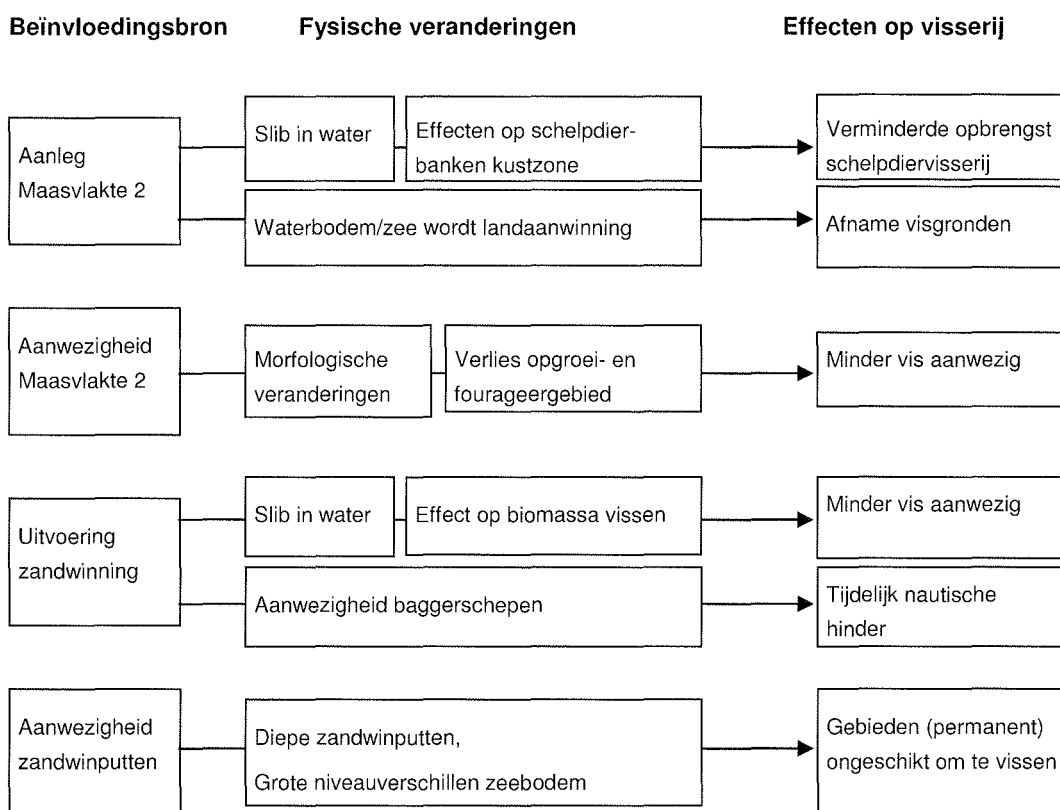 Beïnvloedingsbron Fysische veranderingen Effecten op visserij
Aanleg
Maasvlakte 2
Slib in water
Effecten op schelpdier-
banken kustzone
Verminderde opbrengst
schelpdiervisserij
Waterbodem/zee wordt landaanwinning
Afname visgronden
Aanwezigheid
Maasvlakte 2
Morfologische
veranderingen
Verlies opgroei- en
fourageergebied
Minder vis aanwezig
Uitvoering
zandwinning
Slib in water
Effect op biomassa vissen
Minder vis aanwezig
Aanwezigheid baggerschepen
Tijdelijk nautische
hinder
Aanwezigheid
zandwinputten
Diepe zandwinputten,
Grote niveauverschillen zeebodem
Gebieden (permanent)
ongeschikt om te vissen